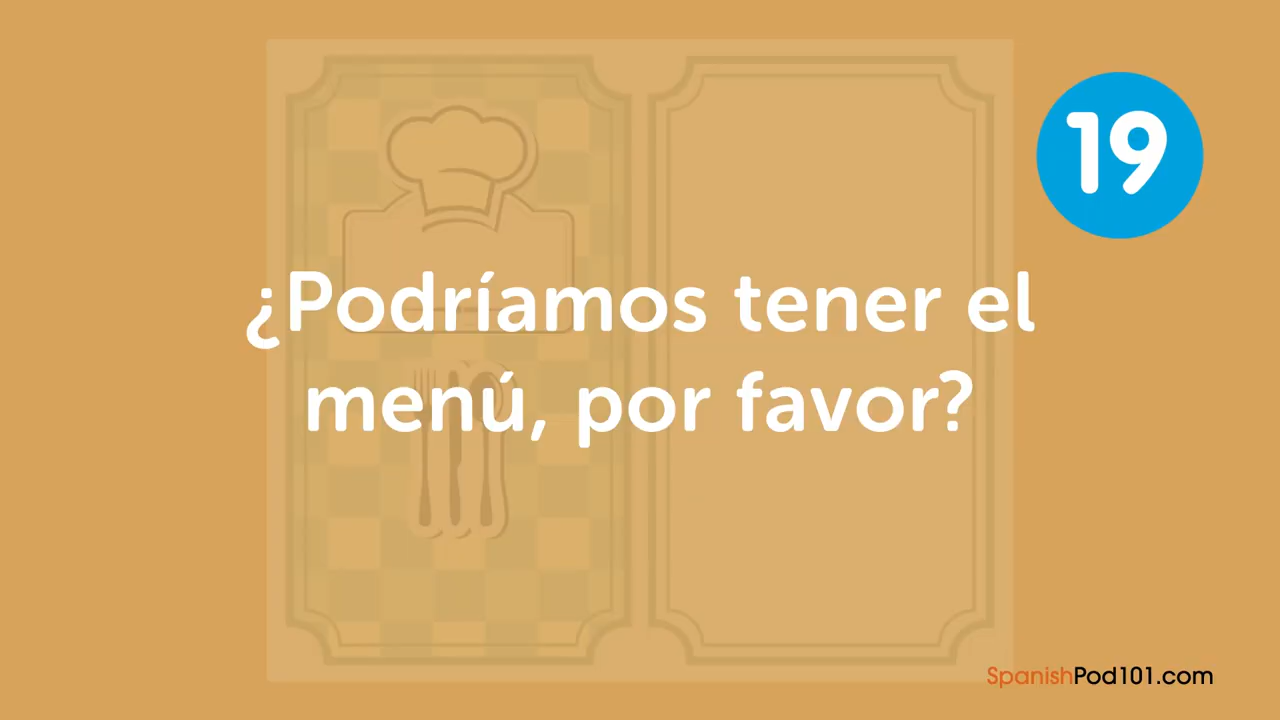 19
¿Podríamos tener el
menú, por favor?
SpanishPod101.com